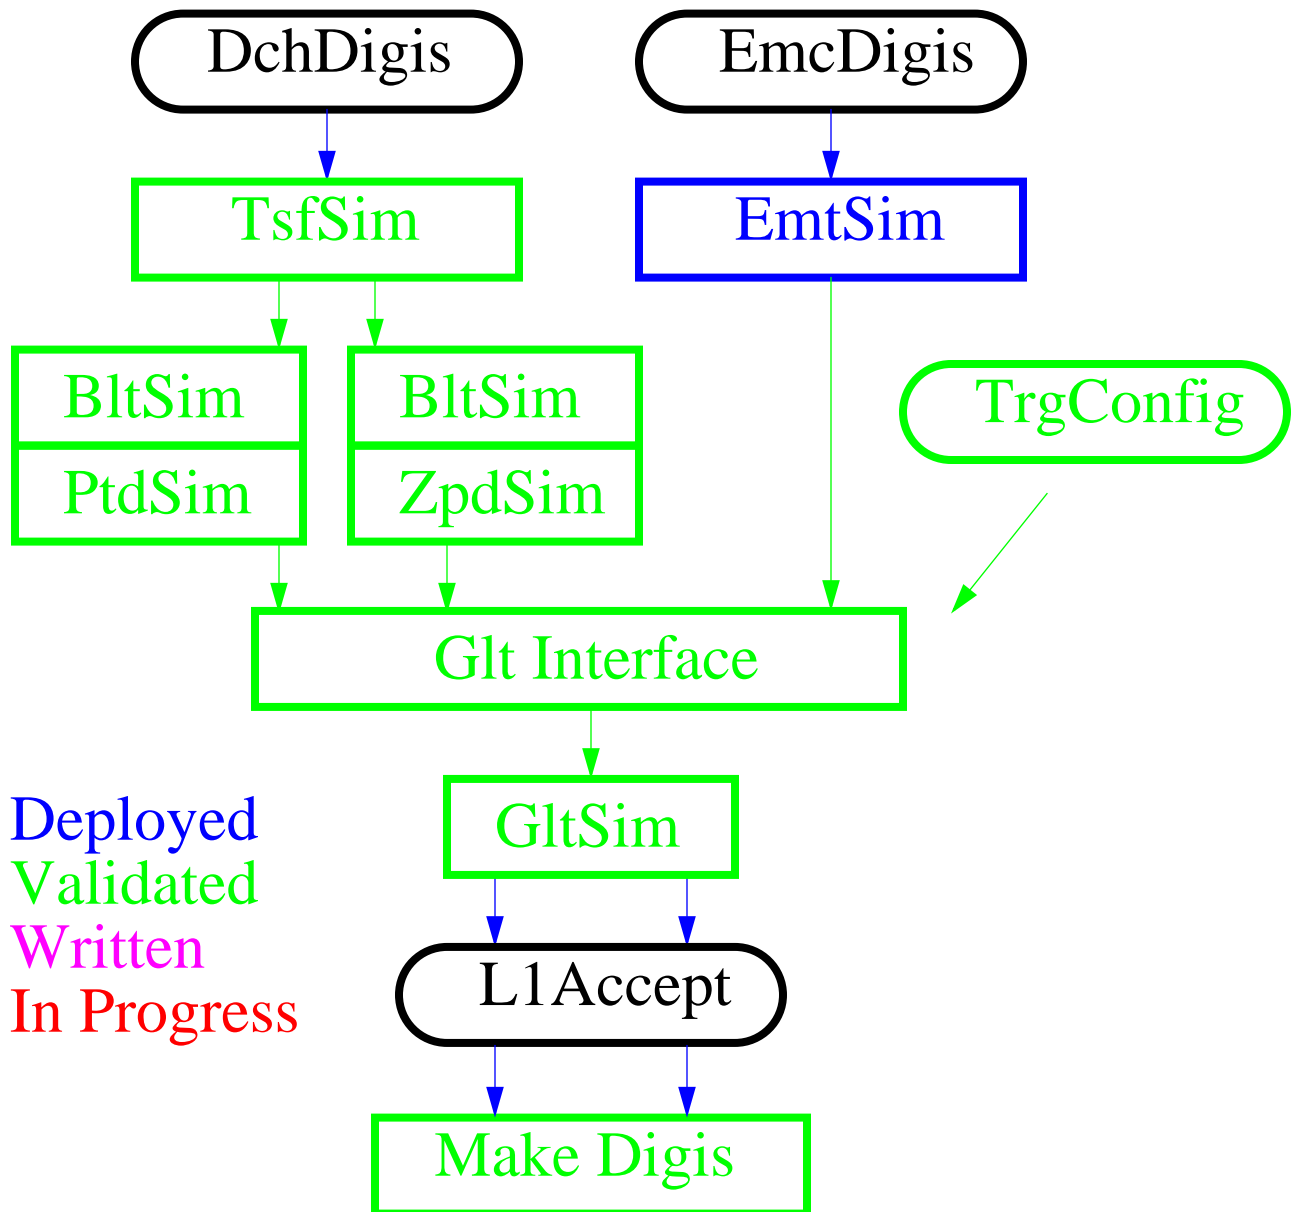 DchDigis
EmcDigis
TsfSim
EmtSim
BltSim
BltSim
TrgConfig
PtdSim
ZpdSim
Glt Interface
GltSim
Deployed
Validated
Written
In Progress
L1Accept
Make Digis